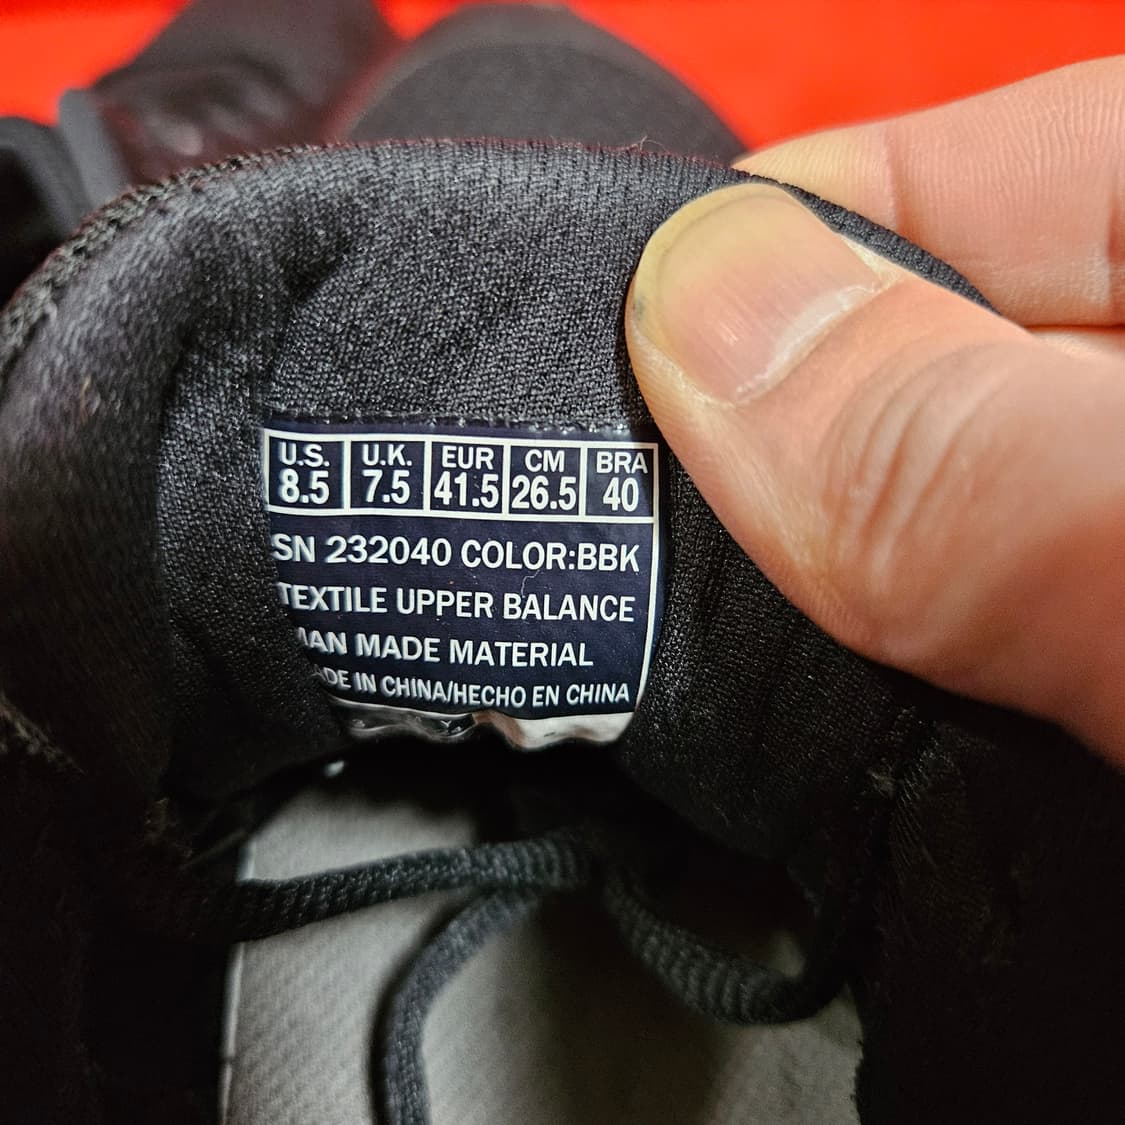 U.S. U.K. EUR CM BRA
8.5 7.5 41.5 26.5 40
SN 232040 COLOR:BBK
TEXTILE UPPER BALANCE
MAN MADE MATERIAL
MADE IN CHINA/HECHO EN CHINA